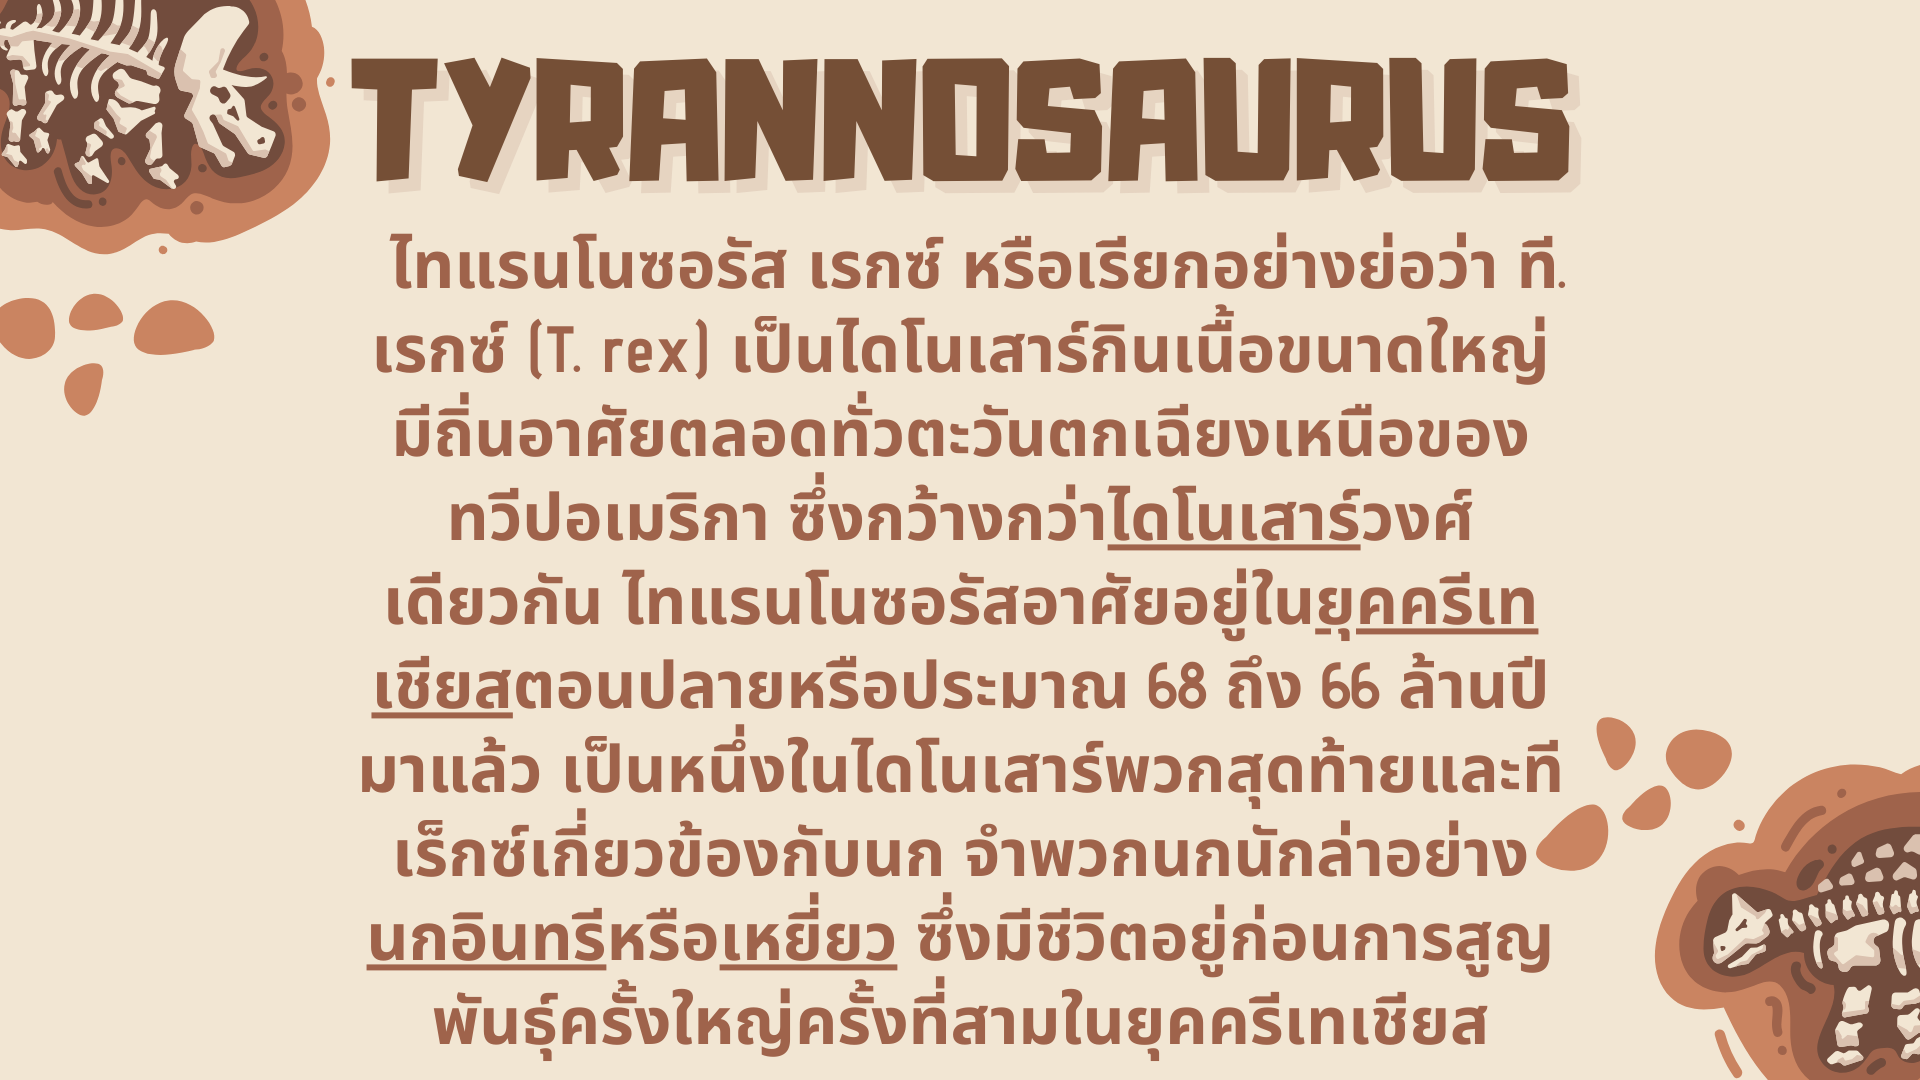 TYRANNOSAURUS
ไทแรนโนซอรัส เรกซ์ หรือเรียกอย่างย่อว่า ที.
เรกซ์ (T. rex) เป็นไดโนเสาร์กินเนื้อขนาดใหญ่
มีถิ่นอาศัยตลอดทั่วตะวันตกเฉียงเหนือของ
ทวีปอเมริกา ซึ่งกว้างกว่าไดโนเสาร์วงศ์
เดียวกัน ไทแรนโนซอรัสอาศัยอยู่ในยุคครีเท
เชียสตอนปลายหรือประมาณ 68 ถึง 66 ล้านปี
มาแล้ว เป็นหนึ่งในไดโนเสาร์พวกสุดท้ายและที
เร็กซ์เกี่ยวข้องกับนก จำพวกนกนักล่าอย่าง
นกอินทรีหรือเหยี่ยว ซึ่งมีชีวิตอยู่ก่อนการสูญ
พันธุ์ครั้งใหญ่ครั้งที่สามในยุคครีเทเชียส